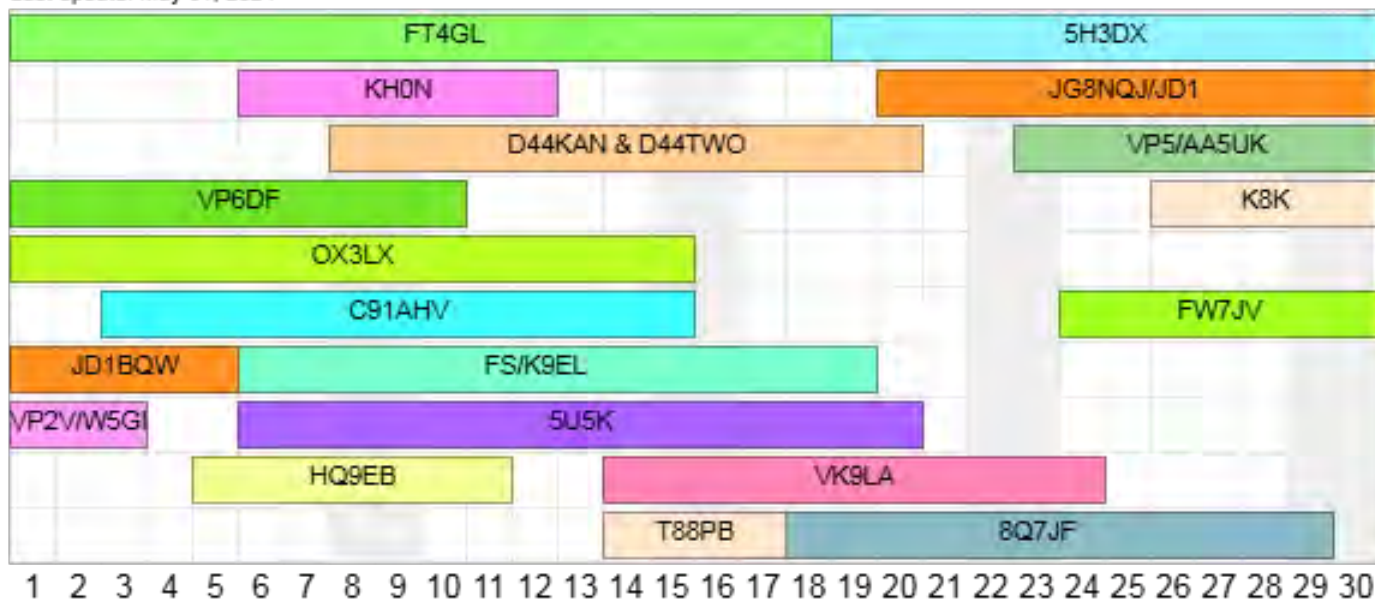 FT4GL 5H3DX
KH0N JG8NQJ/JD1
D44KAN & D44TWO VP5/AA5UK
VP6DF K8K
OX3LX
C91AHV FW7JV
JD1BQW FS/K9EL
VP2V/W5GI 5U5K
HQ9EB VK9LA
T88PB 8Q7JF
1 2 3 4 5 6 7 8 9 10 11 12 13 14 15 16 17 18 19 20 21 22 23 24 25 26 27 28 29 30